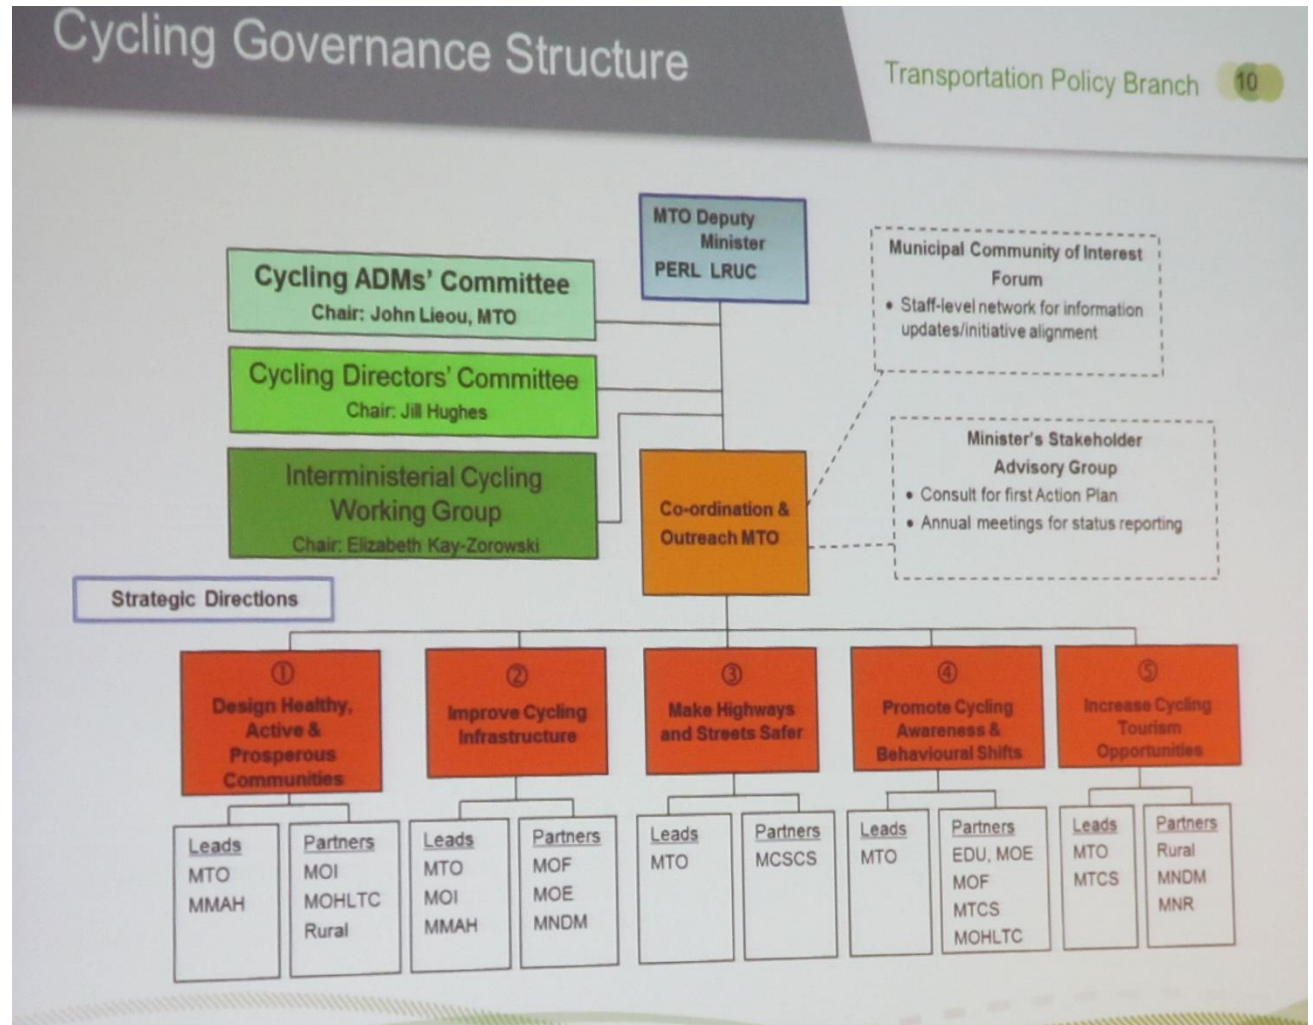 Cycling Governance Structure
Transportation Policy Branch 10
MTO Deputy
Minister
PERL LRUC
Cycling ADMs' Committee
Chair: John Lieou, MTO
Cycling Directors' Committee
Chair: Jill Hughes
Interministerial Cycling
Working Group
Chair: Elizabeth Kay-Zorowski
Municipal Community of Interest
Forum
• Staff-level network for information
updates/initiative alignment
Minister's Stakeholder
Advisory Group
• Consult for first Action Plan
• Annual meetings for status reporting
Co-ordination &
Outreach MTO
Strategic Directions
①
Design Healthy,
Active &
Prosperous
Communities
Leads
MTO
MMAH
Partners
MOI
MOHLTC
Rural
②
Improve Cycling
Infrastructure
Leads
MTO
MOI
MMAH
Partners
MOF
MOE
MNDM
③
Make Highways
and Streets Safer
Leads
MTO
Partners
MCSCS
④
Promote Cycling
Awareness &
Behavioural Shifts
Leads
MTO
Partners
EDU, MOE
MOF
MTCS
MOHLTC
⑤
Increase Cycling
Tourism
Opportunities
Leads
MTO
MTCS
Partners
Rural
MNDM
MNR